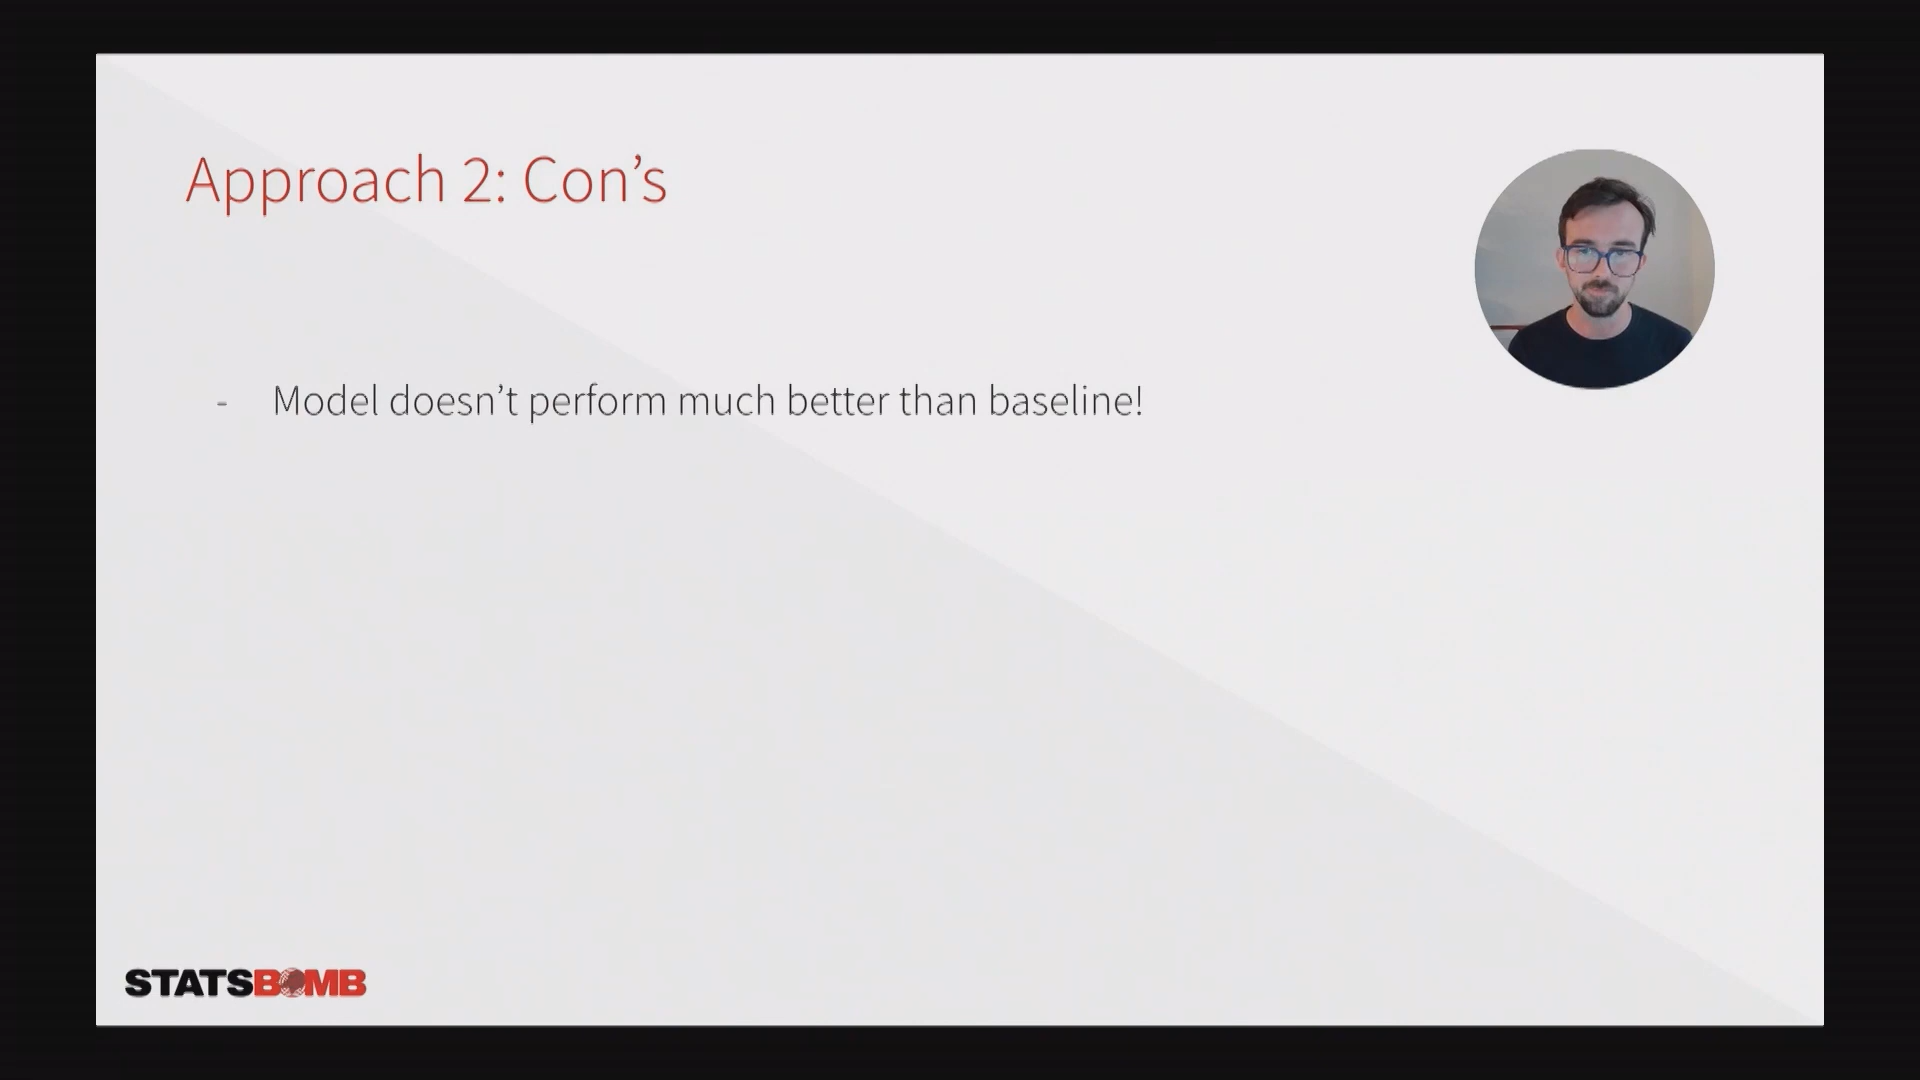 Approach 2: Con’s
- Model doesn’t perform much better than baseline!
STATSBOMB